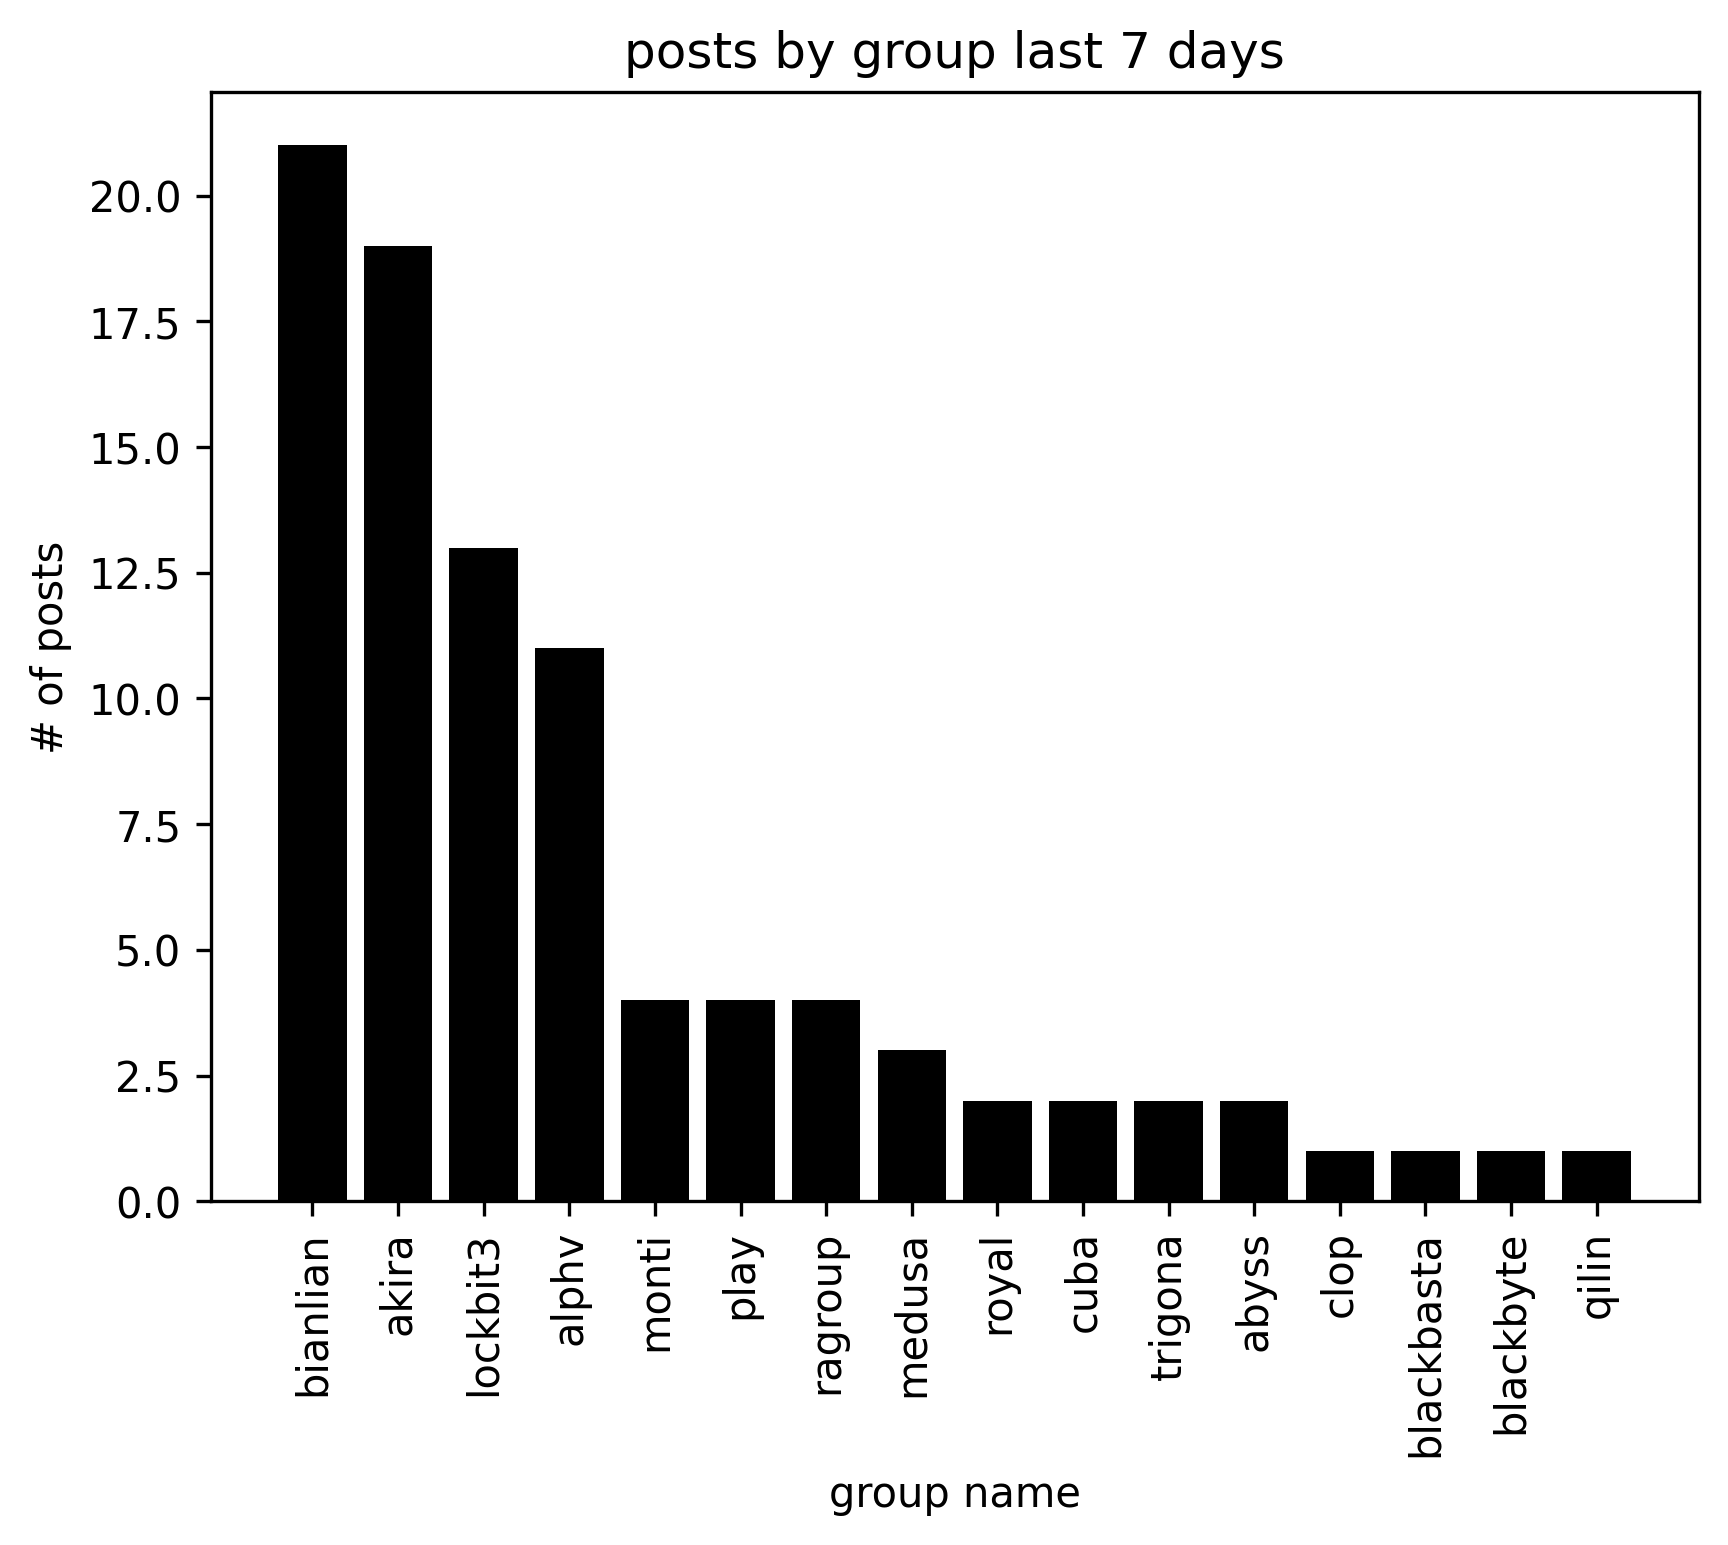 posts by group last 7 days
20.0
17.5
15.0
12.5
10.0
7.5
5.0
2.5
0.0
# of posts
bianlian
akira
lockbit3
alphv
monti
play
ragroup
medusa
royal
cuba
trigona
abyss
clop
blackbasta
blackbyte
qilin
group name